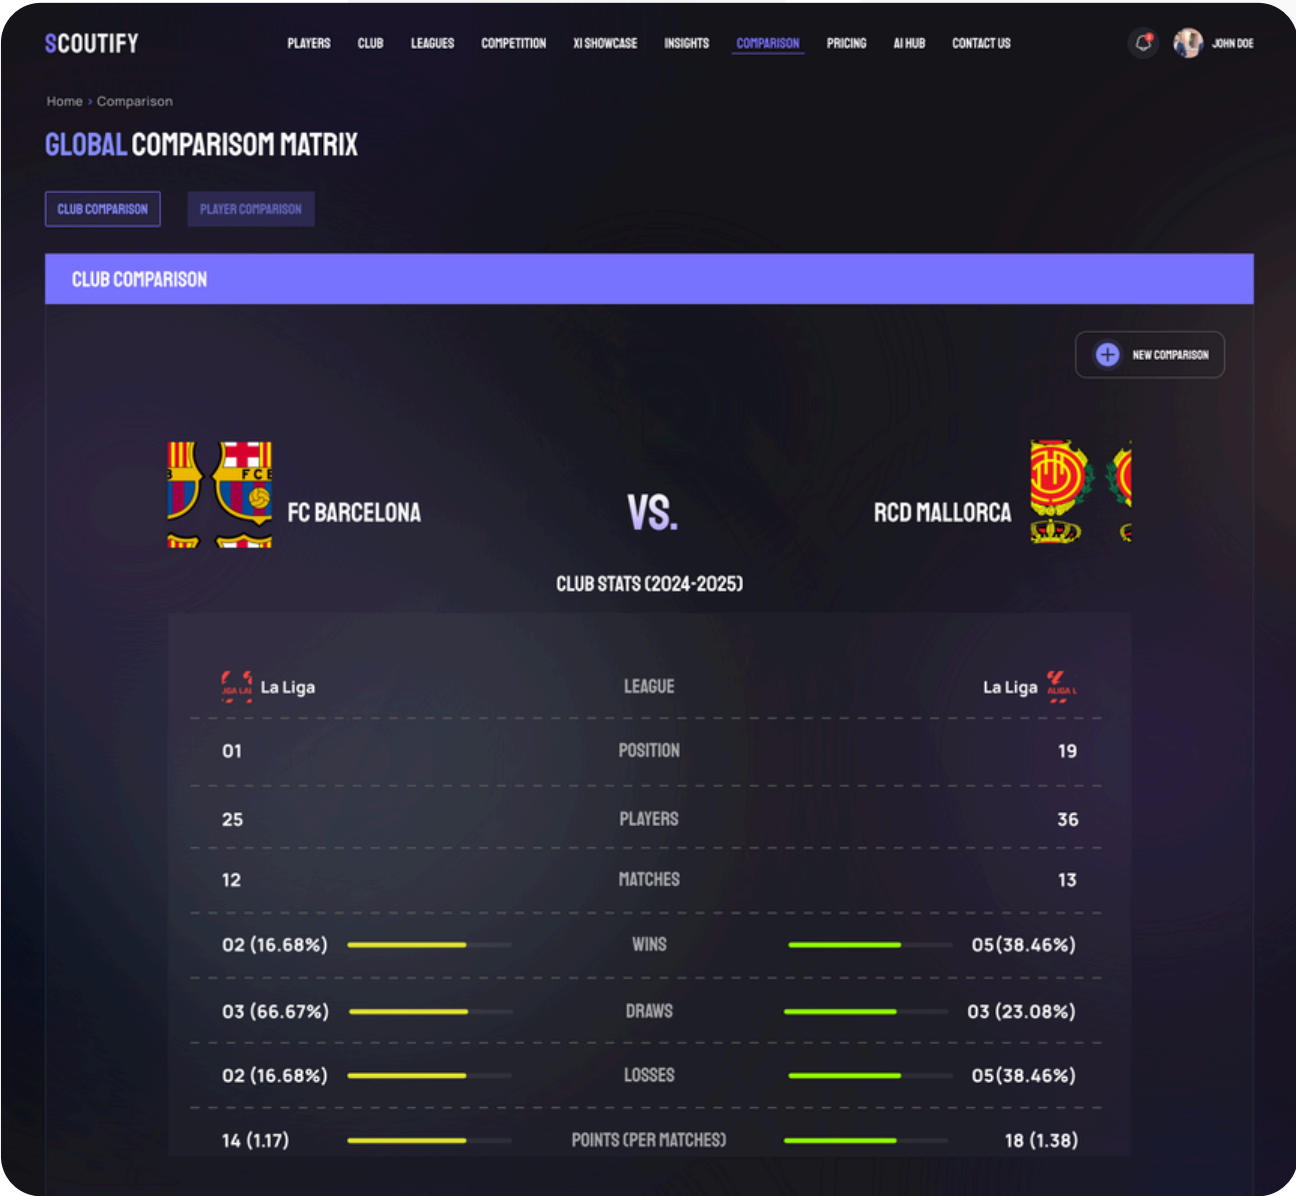 SCOUTIFY
PLAYERS CLUB LEAGUES COMPETITION XI SHOWCASE INSIGHTS COMPARISON PRICING AI HUB CONTACT US JOHN DOE
Home › Comparison
GLOBAL COMPARISOM MATRIX
CLUB COMPARISON PLAYER COMPARISON
CLUB COMPARISON
NEW COMPARISON
FC BARCELONA VS. RCD MALLORCA
CLUB STATS (2024-2025)
La Liga LEAGUE La Liga
01 POSITION 19
25 PLAYERS 36
12 MATCHES 13
02 (16.68%) WINS 05(38.46%)
03 (66.67%) DRAWS 03 (23.08%)
02 (16.68%) LOSSES 05(38.46%)
14 (1.17) POINTS (PER MATCHES) 18 (1.38)